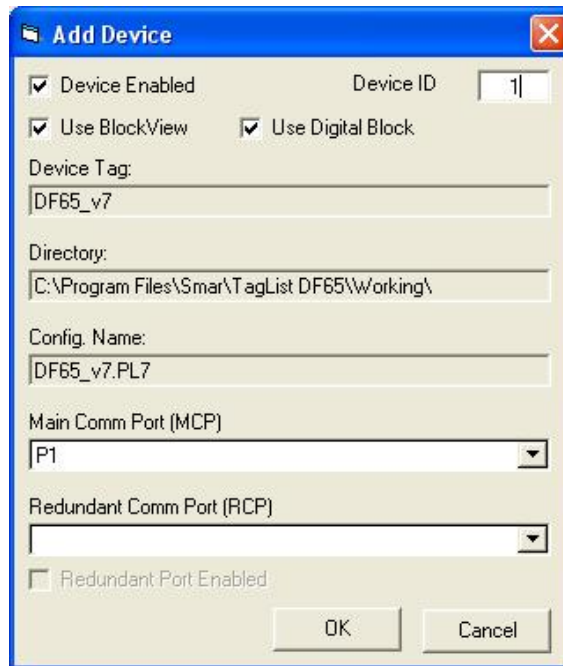 Add Device
Device Enabled Device ID 1
Use BlockView Use Digital Block
Device Tag:
DF65_v7
Directory:
C:\Program Files\Smar\TagList DF65\Working\
Config. Name:
DF65_v7.PL7
Main Comm Port (MCP)
P1
Redundant Comm Port (RCP)
Redundant Port Enabled
OK Cancel